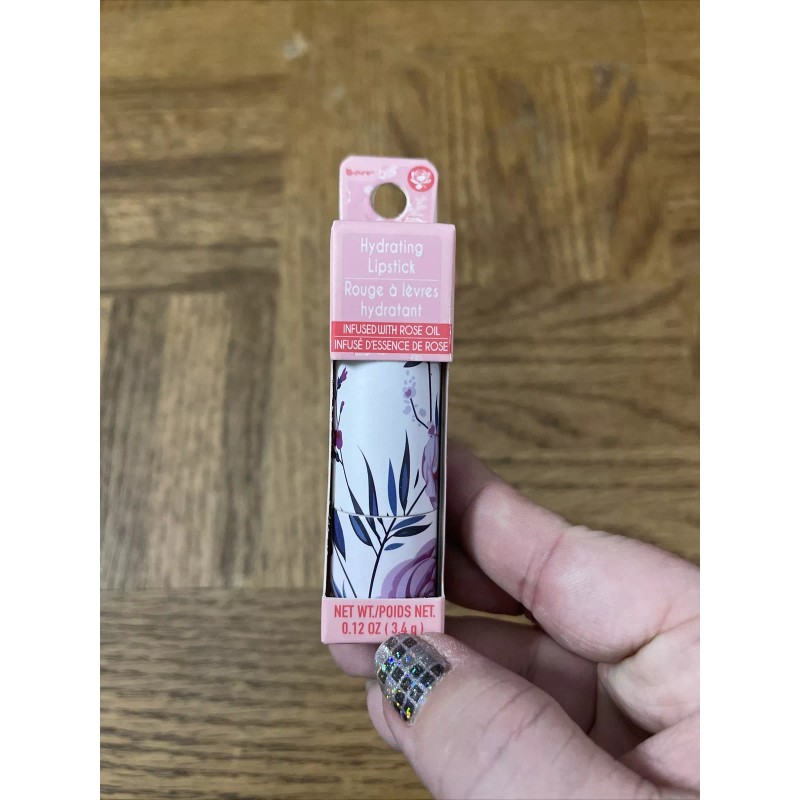 b.pure
Hydrating
Lipstick
Rouge à lèvres
hydratant
INFUSED WITH ROSE OIL
INFUSÉ D'ESSENCE DE ROSE
NET WT./POIDS NET.
0.12 OZ (3.4 g)